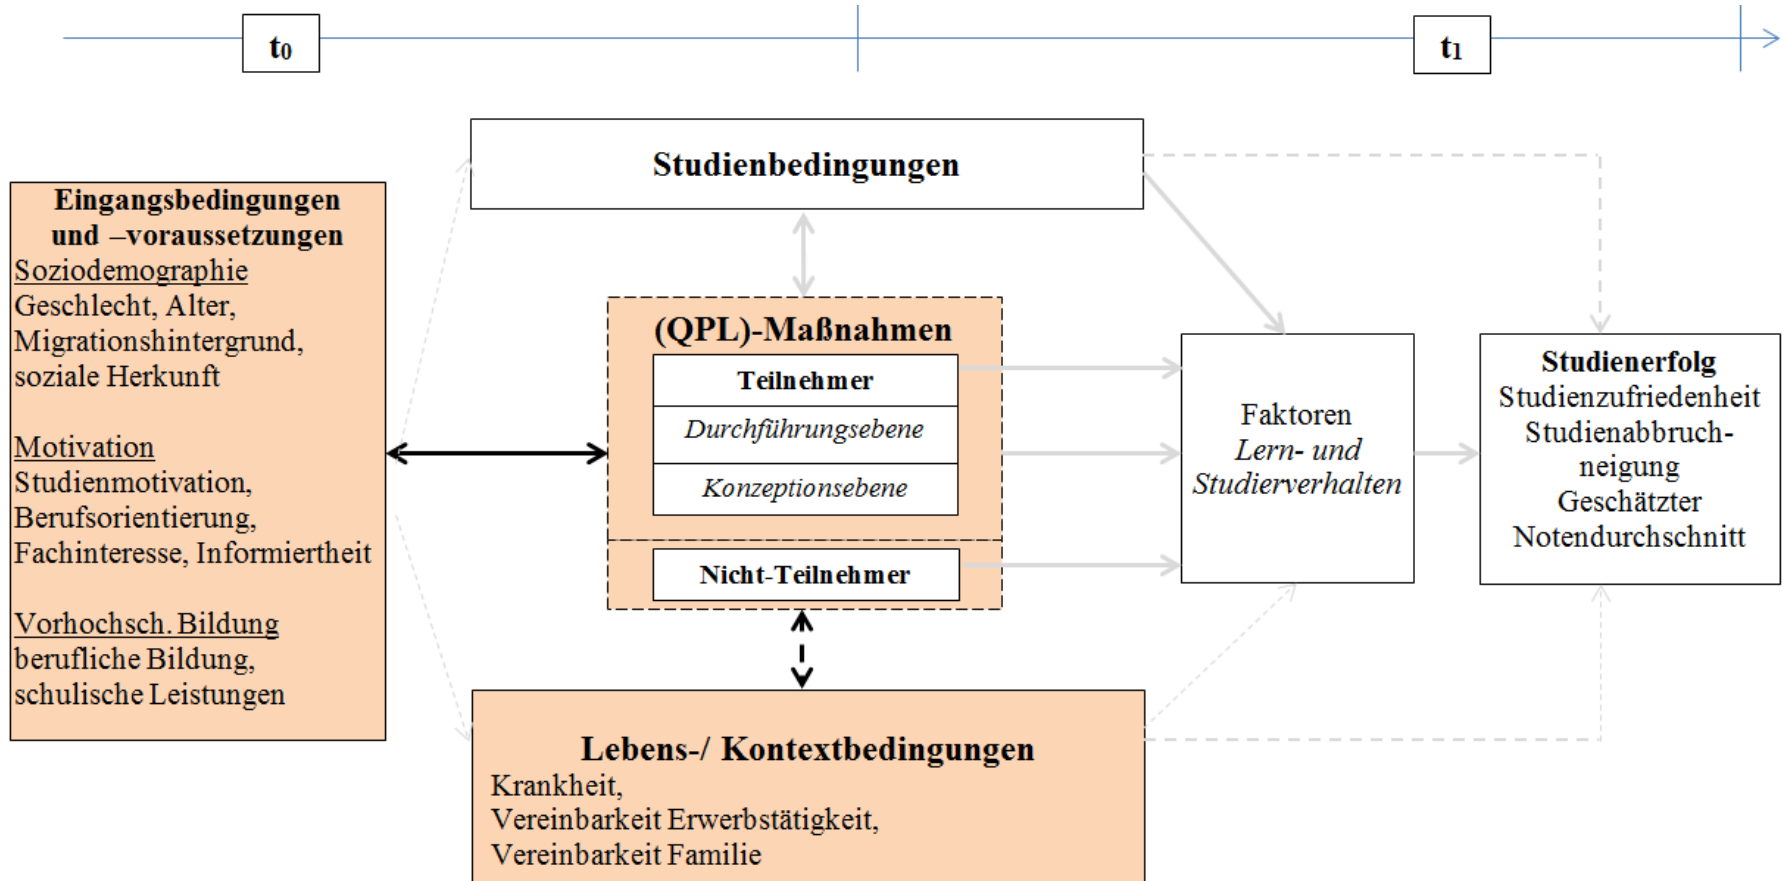 t0
t1
Studienbedingungen
Eingangsbedingungen
und –voraussetzungen
Soziodemographie
Geschlecht, Alter,
Migrationshintergrund,
soziale Herkunft
Motivation
Studienmotivation,
Berufsorientierung,
Fachinteresse, Informiertheit
Vorhochsch. Bildung
berufliche Bildung,
schulische Leistungen
(QPL)-Maßnahmen
Teilnehmer
Durchführungsebene
Konzeptionsebene
Nicht-Teilnehmer
Faktoren
Lern- und
Studierverhalten
Studienerfolg
Studienzufriedenheit
Studienabbruch-
neigung
Geschätzter
Notendurchschnitt
Lebens-/ Kontextbedingungen
Krankheit,
Vereinbarkeit Erwerbstätigkeit,
Vereinbarkeit Familie